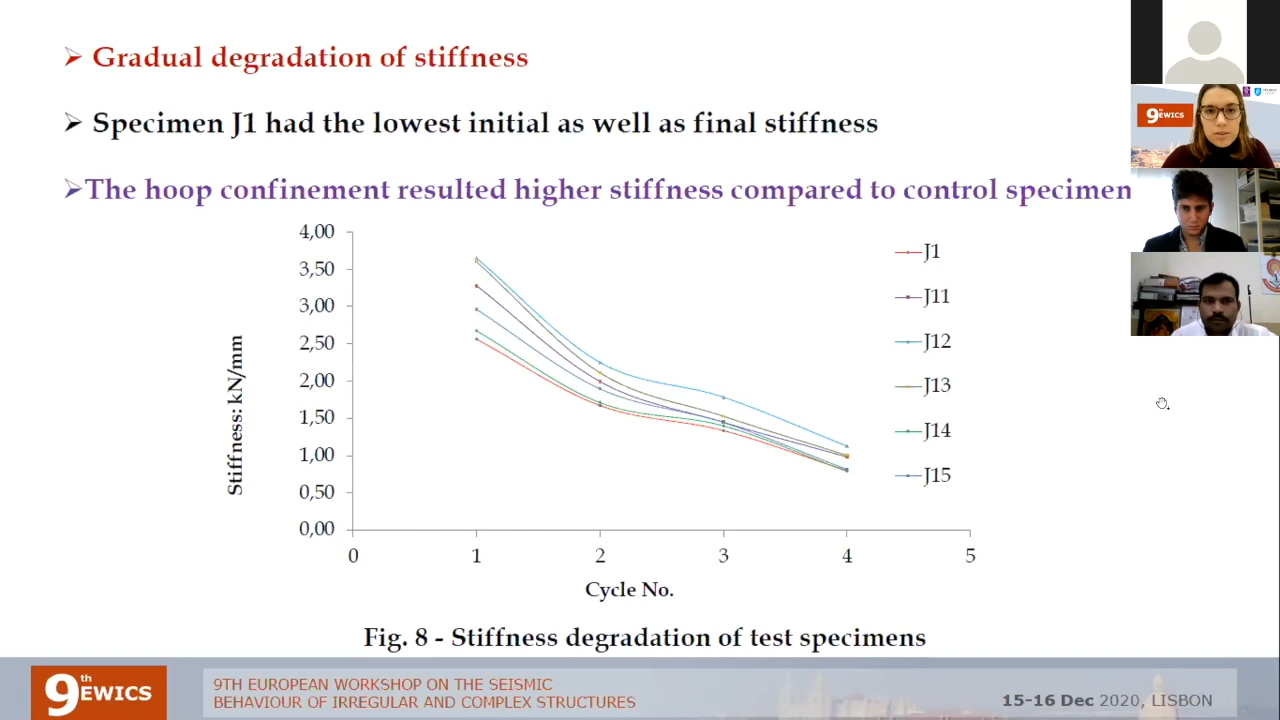 Gradual degradation of stiffness
Specimen J1 had the lowest initial as well as final stiffness
The hoop confinement resulted higher stiffness compared to control specimen
4,00
3,50
3,00
2,50
2,00
1,50
1,00
0,50
0,00
0 1 2 3 4 5
Stiffness: kN/mm
Cycle No.
J1
J11
J12
J13
J14
J15
Fig. 8 - Stiffness degradation of test specimens
9th EWICS
9TH EUROPEAN WORKSHOP ON THE SEISMIC
BEHAVIOUR OF IRREGULAR AND COMPLEX STRUCTURES
15-16 Dec 2020, LISBON
9th EWICS